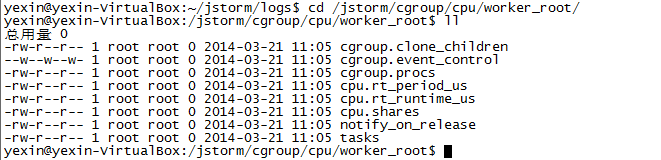 yexin@yexin-VirtualBox:~/jstorm/logs$ cd /jstorm/cgroup/cpu/worker_root/
yexin@yexin-VirtualBox:/jstorm/cgroup/cpu/worker_root$ ll
总用量 0
-rw-r--r-- 1 root root 0 2014-03-21 11:05 cgroup.clone_children
--w--w--w- 1 root root 0 2014-03-21 11:05 cgroup.event_control
-rw-r--r-- 1 root root 0 2014-03-21 11:05 cgroup.procs
-rw-r--r-- 1 root root 0 2014-03-21 11:05 cpu.rt_period_us
-rw-r--r-- 1 root root 0 2014-03-21 11:05 cpu.rt_runtime_us
-rw-r--r-- 1 root root 0 2014-03-21 11:05 cpu.shares
-rw-r--r-- 1 root root 0 2014-03-21 11:05 notify_on_release
-rw-r--r-- 1 root root 0 2014-03-21 11:05 tasks
yexin@yexin-VirtualBox:/jstorm/cgroup/cpu/worker_root$